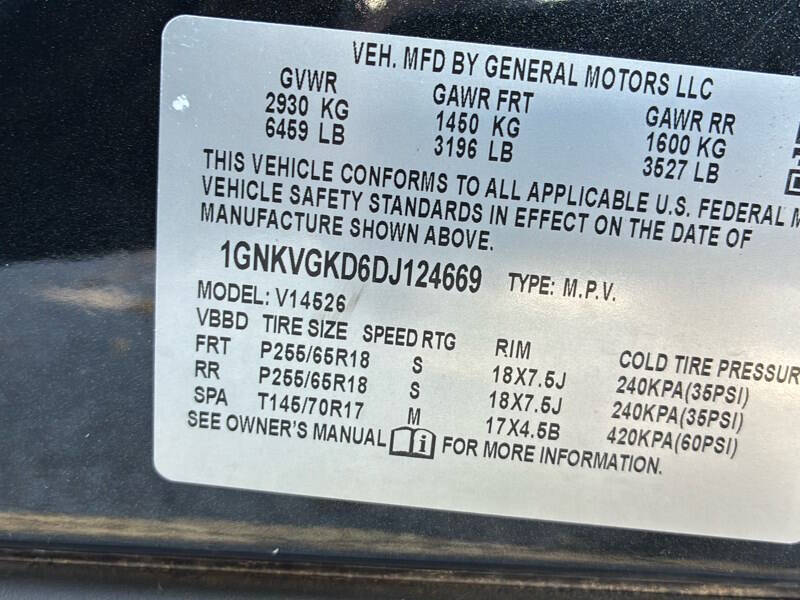 VEH. MFD BY GENERAL MOTORS LLC
GVWR GAWR FRT GAWR RR
2930 KG 1450 KG 1600 KG
6459 LB 3196 LB 3527 LB
THIS VEHICLE CONFORMS TO ALL APPLICABLE U.S. FEDERAL M
VEHICLE SAFETY STANDARDS IN EFFECT ON THE DATE OF
MANUFACTURE SHOWN ABOVE.
1GNKVGKD6DJ124669 TYPE: M.P.V.
MODEL: V14526
VBBD TIRE SIZE SPEED RTG RIM COLD TIRE PRESSUR
FRT P255/65R18 S 18X7.5J 240KPA(35PSI)
RR P255/65R18 S 18X7.5J 240KPA(35PSI)
SPA T145/70R17 M 17X4.5B 420KPA(60PSI)
SEE OWNER'S MANUAL i FOR MORE INFORMATION.